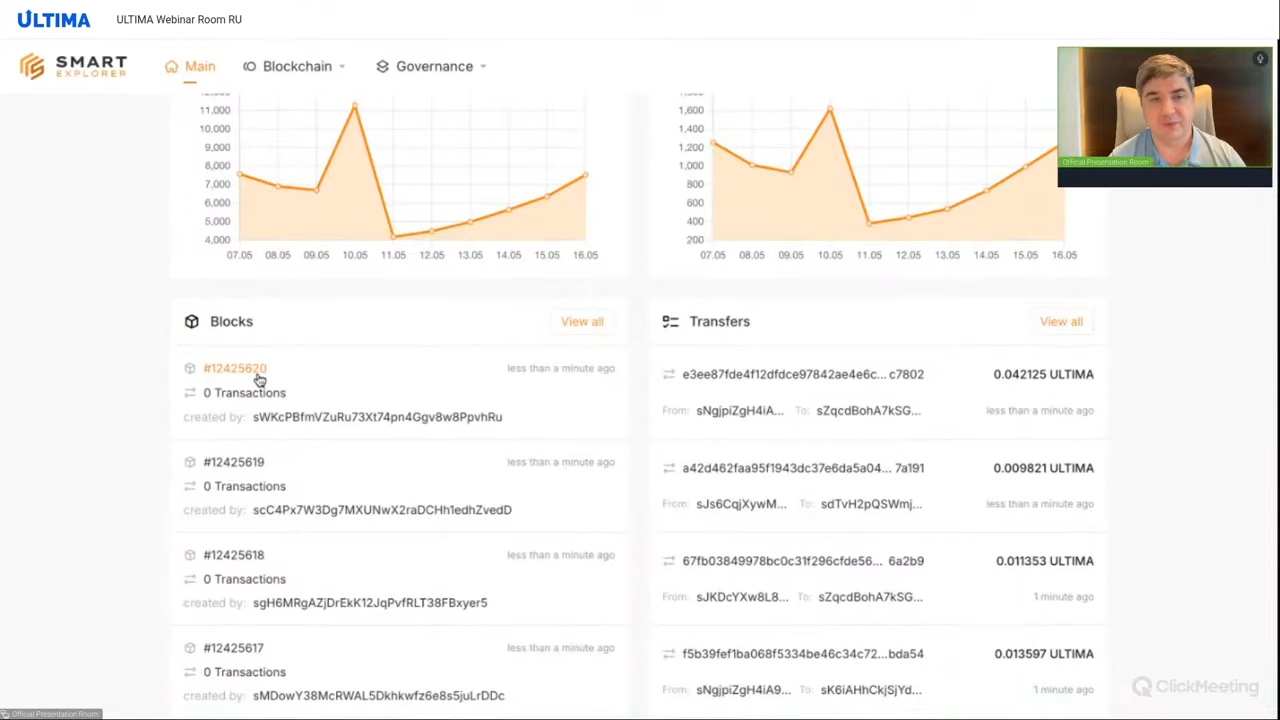 ULTIMA
ULTIMA Webinar Room RU
SMART
EXPLORER
Main
Blockchain
Governance
Official Presentation Room
11,000
10,000
9,000
8,000
7,000
6,000
5,000
4,000
07.05 08.05 09.05 10.05 11.05 12.05 13.05 14.05 15.05 16.05
1,600
1,400
1,200
1,000
800
600
400
200
07.05 08.05 09.05 10.05 11.05 12.05 13.05 14.05 15.05 16.05
Blocks
View all
#12425620
less than a minute ago
0 Transactions
created by: sWKcPBfmVZuRu73Xt74pn4Ggv8w8PpvhRu
#12425619
less than a minute ago
0 Transactions
created by: scC4Px7W3Dg7MXUNwX2raDCHh1edhZvedD
#12425618
less than a minute ago
0 Transactions
created by: sgH6MRgAZjDrEkK12JqPvfRLT38FBxyer5
#12425617
less than a minute ago
0 Transactions
created by: sMDowY38McRWAL5Dkhkwfz6e8s5juLrDDc
Transfers
View all
e3ee87fde4f12dfdce97842ae4e6c... c7802
0.042125 ULTIMA
From: sNgjpiZgH4iA... To: sZqcdBohA7kSG...
less than a minute ago
a42d462faa95f1943dc37e6da5a04... 7a191
0.009821 ULTIMA
From: sJs6CqjXywM... To: sdTvH2pQSWmj...
less than a minute ago
67fb03849978bc0c31f296cfde56... 6a2b9
0.011353 ULTIMA
From: sJKDcYXw8L8... To: sZqcdBohA7kSG...
1 minute ago
f5b39fef1ba068f5334be46c34c72...bda54
0.013597 ULTIMA
From: sNgjpiZgH4iA9... To: sK6iAHhCkjSjYd...
1 minute ago
ClickMeeting
Official Presentation Room